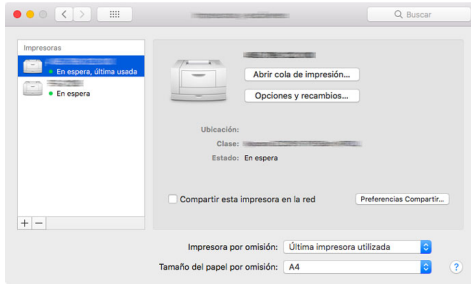 Buscar
Impresoras
En espera, última usada
En espera
Abrir cola de impresión...
Opciones y recambios...
Ubicación:
Clase:
Estado: En espera
Compartir esta impresora en la red
Preferencias Compartir...
+ −
Impresora por omisión: Última impresora utilizada
Tamaño del papel por omisión: A4
?